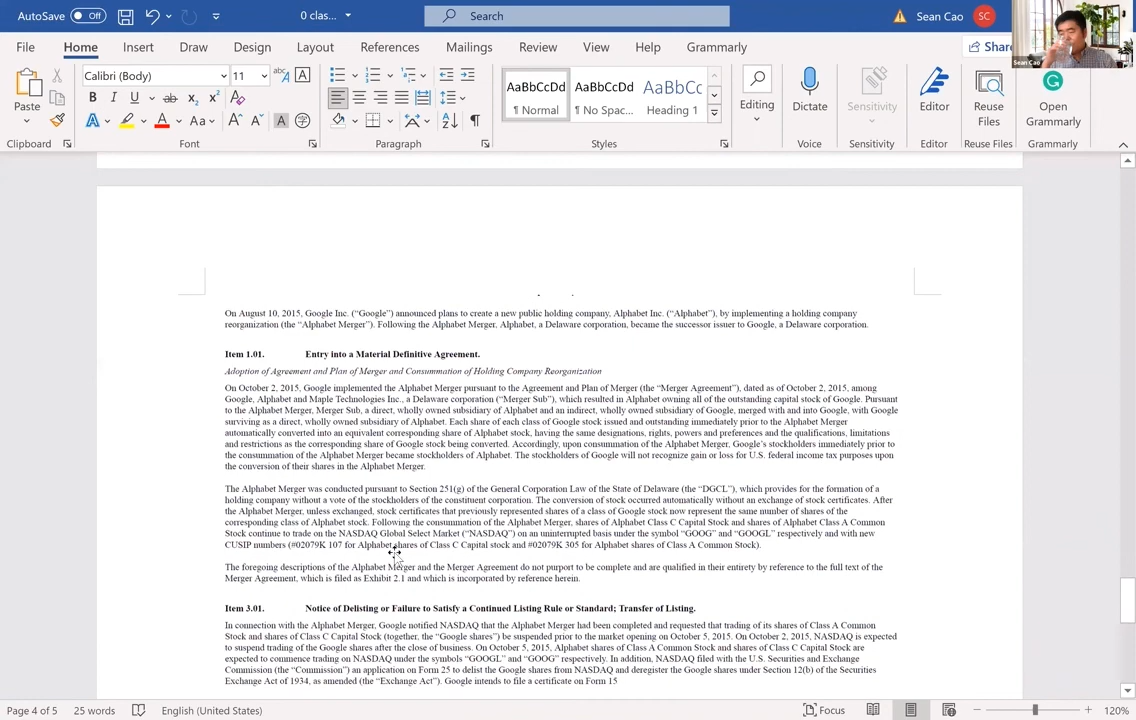 AutoSave Off 0 clas... Search Sean Cao SC
File Home Insert Draw Design Layout References Mailings Review View Help Grammarly Share
Sean Cao
Calibri (Body) 11 AaBbCcDd AaBbCcDd AaBbCc
Paste ¶ Normal ¶ No Spac... Heading 1 Editing Dictate Sensitivity Editor Reuse Files Open Grammarly
Clipboard Font Paragraph Styles Voice Sensitivity Editor Reuse Files Grammarly
On August 10, 2015, Google Inc. (“Google”) announced plans to create a new public holding company, Alphabet Inc. (“Alphabet”), by implementing a holding company
reorganization (the “Alphabet Merger”). Following the Alphabet Merger, Alphabet, a Delaware corporation, became the successor issuer to Google, a Delaware corporation.
Item 1.01. Entry into a Material Definitive Agreement.
Adoption of Agreement and Plan of Merger and Consummation of Holding Company Reorganization
On October 2, 2015, Google implemented the Alphabet Merger pursuant to the Agreement and Plan of Merger (the “Merger Agreement”), dated as of October 2, 2015, among
Google, Alphabet and Maple Technologies Inc., a Delaware corporation (“Merger Sub”), which resulted in Alphabet owning all of the outstanding capital stock of Google. Pursuant
to the Alphabet Merger, Merger Sub, a direct, wholly owned subsidiary of Alphabet and an indirect, wholly owned subsidiary of Google, merged with and into Google, with Google
surviving as a direct, wholly owned subsidiary of Alphabet. Each share of each class of Google stock issued and outstanding immediately prior to the Alphabet Merger
automatically converted into an equivalent corresponding share of Alphabet stock, having the same designations, rights, powers and preferences and the qualifications, limitations
and restrictions as the corresponding share of Google stock being converted. Accordingly, upon consummation of the Alphabet Merger, Google’s stockholders immediately prior to
the consummation of the Alphabet Merger became stockholders of Alphabet. The stockholders of Google will not recognize gain or loss for U.S. federal income tax purposes upon
the conversion of their shares in the Alphabet Merger.
The Alphabet Merger was conducted pursuant to Section 251(g) of the General Corporation Law of the State of Delaware (the “DGCL”), which provides for the formation of a
holding company without a vote of the stockholders of the constituent corporation. The conversion of stock occurred automatically without an exchange of stock certificates. After
the Alphabet Merger, unless exchanged, stock certificates that previously represented shares of a class of Google stock now represent the same number of shares of the
corresponding class of Alphabet stock. Following the consummation of the Alphabet Merger, shares of Alphabet Class C Capital Stock and shares of Alphabet Class A Common
Stock continue to trade on the NASDAQ Global Select Market (“NASDAQ”) on an uninterrupted basis under the symbol “GOOG” and “GOOGL” respectively and with new
CUSIP numbers (#02079K 107 for Alphabet shares of Class C Capital stock and #02079K 305 for Alphabet shares of Class A Common Stock).
The foregoing descriptions of the Alphabet Merger and the Merger Agreement do not purport to be complete and are qualified in their entirety by reference to the full text of the
Merger Agreement, which is filed as Exhibit 2.1 and which is incorporated by reference herein.
Item 3.01. Notice of Delisting or Failure to Satisfy a Continued Listing Rule or Standard; Transfer of Listing.
In connection with the Alphabet Merger, Google notified NASDAQ that the Alphabet Merger had been completed and requested that trading of its shares of Class A Common
Stock and shares of Class C Capital Stock (together, the “Google shares”) be suspended prior to the market opening on October 5, 2015. On October 2, 2015, NASDAQ is expected
to suspend trading of the Google shares after the close of business. On October 5, 2015, Alphabet shares of Class A Common Stock and shares of Class C Capital Stock are
expected to commence trading on NASDAQ under the symbols “GOOGL” and “GOOG” respectively. In addition, NASDAQ filed with the U.S. Securities and Exchange
Commission (the “Commission”) an application on Form 25 to delist the Google shares from NASDAQ and deregister the Google shares under Section 12(b) of the Securities
Exchange Act of 1934, as amended (the “Exchange Act”). Google intends to file a certificate on Form 15
Page 4 of 5 25 words English (United States) Focus 120%